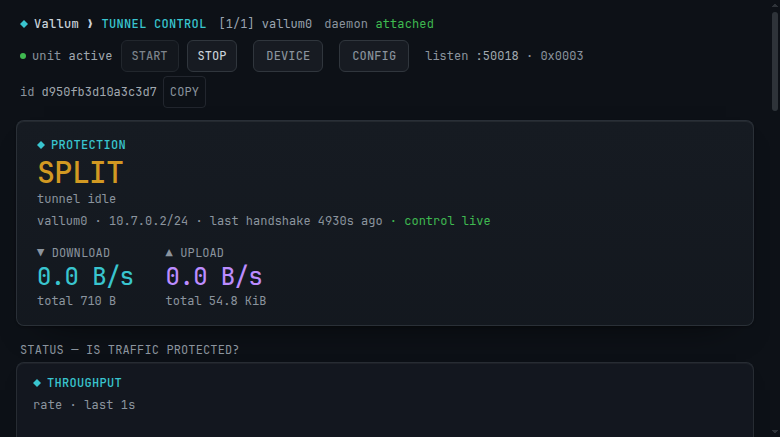 ◆ Vallum ❯ TUNNEL CONTROL [1/1] vallum0 daemon attached
● unit active START STOP DEVICE CONFIG listen :50018 · 0x0003
id d950fb3d10a3c3d7 COPY
◆ PROTECTION
SPLIT
tunnel idle
vallum0 · 10.7.0.2/24 · last handshake 4930s ago · control live
▼ DOWNLOAD ▲ UPLOAD
0.0 B/s 0.0 B/s
total 710 B total 54.8 KiB
STATUS — IS TRAFFIC PROTECTED?
◆ THROUGHPUT
rate · last 1s